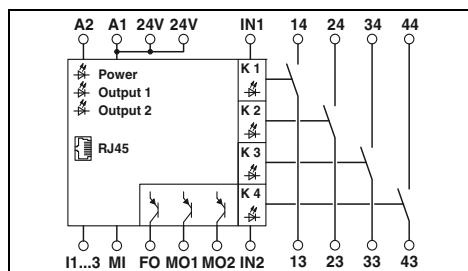 A2 A1 24V 24V IN1 14 24 34 44
Power
Output 1
Output 2
RJ45
K 1
K 2
K 3
K 4
I1...3 MI FO MO1 MO2 IN2 13 23 33 43